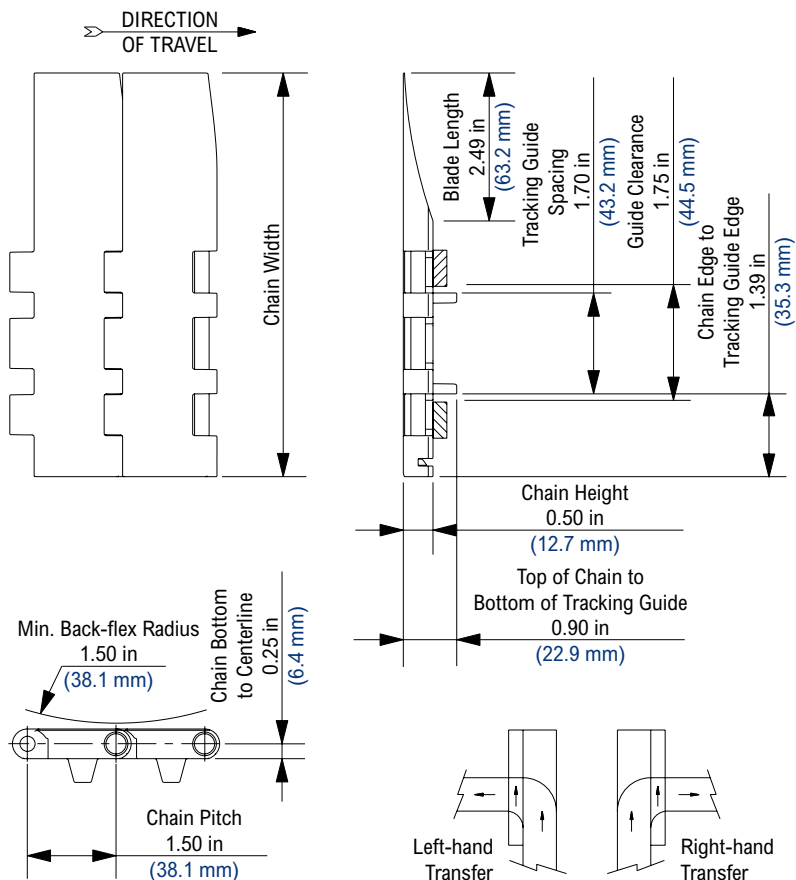 DIRECTION
OF TRAVEL
Chain Width
Blade Length
2.49 in
(63.2 mm)
Tracking Guide
Spacing
1.70 in
(43.2 mm)
Guide Clearance
1.75 in
(44.5 mm)
Chain Edge to
Tracking Guide Edge
1.39 in
(35.3 mm)
Chain Height
0.50 in
(12.7 mm)
Top of Chain to
Bottom of Tracking Guide
0.90 in
(22.9 mm)
Min. Back-flex Radius
1.50 in
(38.1 mm)
Chain Bottom
to Centerline
0.25 in
(6.4 mm)
Chain Pitch
1.50 in
(38.1 mm)
Left-hand
Transfer
Right-hand
Transfer